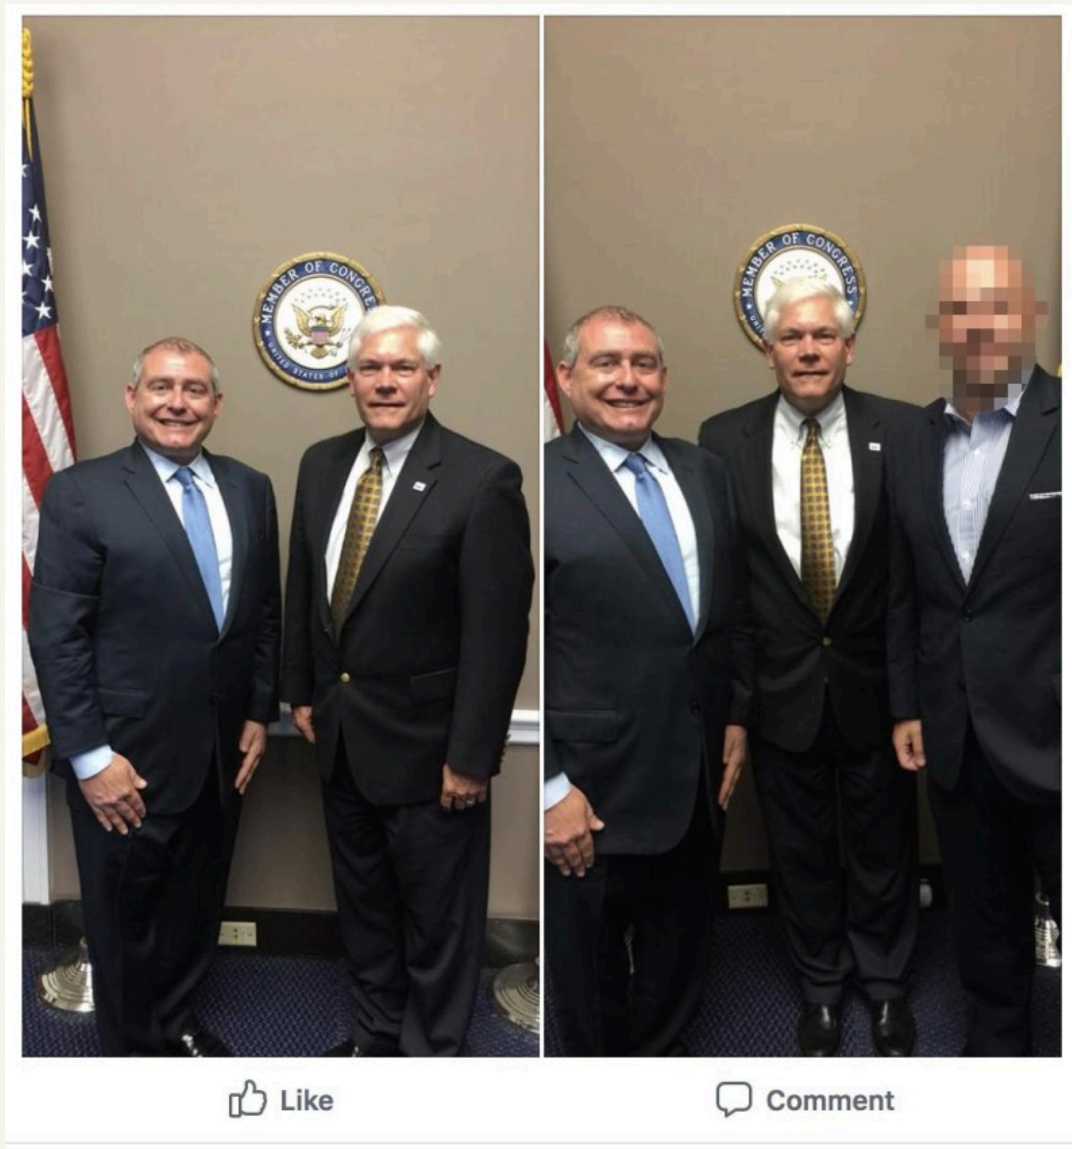 MEMBER OF CONGRESS
UNITED STATES OF
MEMBER OF CONGRESS
Like
Comment